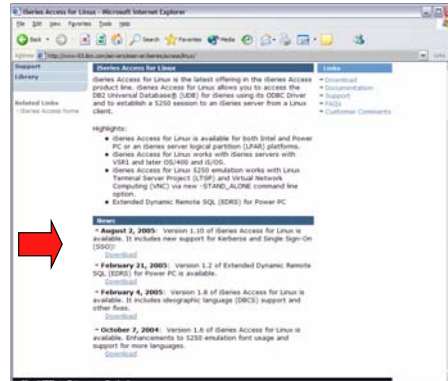 iSeries Access for Linux - Microsoft Internet Explorer
File Edit View Favorites Tools Help
Back Search Favorites Media
Address
Support
Library
Related Links
- iSeries Access home
iSeries Access for Linux
iSeries Access for Linux is the latest offering in the iSeries Access
product line. iSeries Access for Linux allows you to access the
DB2 Universal Database® (UDB) for iSeries using its ODBC Driver
and to establish a 5250 session to an iSeries server from a Linux
client.
Highlights:
• iSeries Access for Linux is available for both Intel and Power
PC or an iSeries server logical partition (LPAR) platforms.
• iSeries Access for Linux works with iSeries servers with
V5R1 and later OS/400 and i5/OS.
• iSeries Access for Linux 5250 emulation works with Linux
Terminal Server Project (LTSP) and Virtual Network
Computing (VNC) via new -STAND_ALONE command line
option.
• Extended Dynamic Remote SQL (EDRS) for Power PC
News
August 2, 2005: Version 1.10 of iSeries Access for Linux is
available. It includes new support for Kerberos and Single Sign-On
(SSO)!
Download
February 21, 2005: Version 1.2 of Extended Dynamic Remote
SQL (EDRS) for Power PC is available.
Download
February 4, 2005: Version 1.8 of iSeries Access for Linux is
available. It includes ideographic language (DBCS) support and
other fixes.
Download
October 7, 2004: Version 1.6 of iSeries Access for Linux is
available. Enhancements to 5250 emulation font usage and
support for more languages.
Download
Links
Download
Documentation
Support
FAQs
Customer Comments